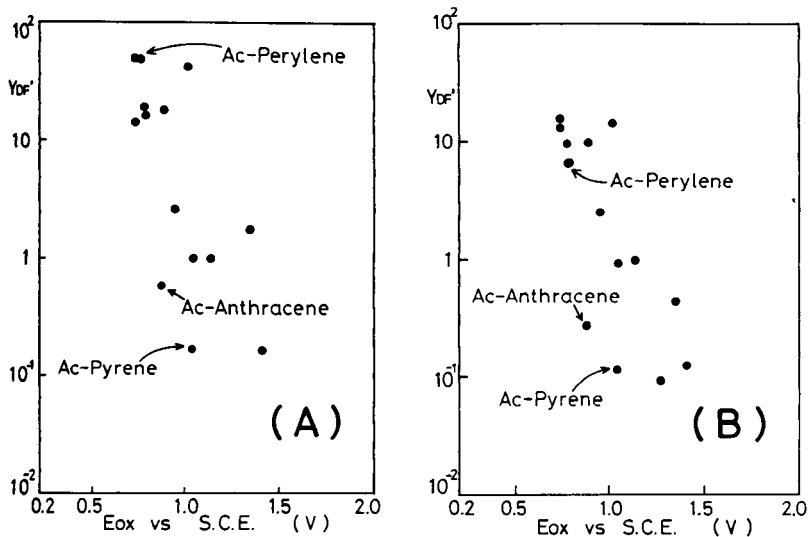 10²
Ac-Perylene
YDF'
10
1
Ac-Anthracene
Ac-Pyrene
10⁻¹
(A)
10⁻²
0.2 0.5 1.0 1.5 2.0
Eox vs S.C.E. (V)
10²
YDF'
10
Ac-Perylene
1
Ac-Anthracene
10⁻¹
Ac-Pyrene
(B)
10⁻²
0.2 0.5 1.0 1.5 2.0
Eox vs S.C.E. (V)